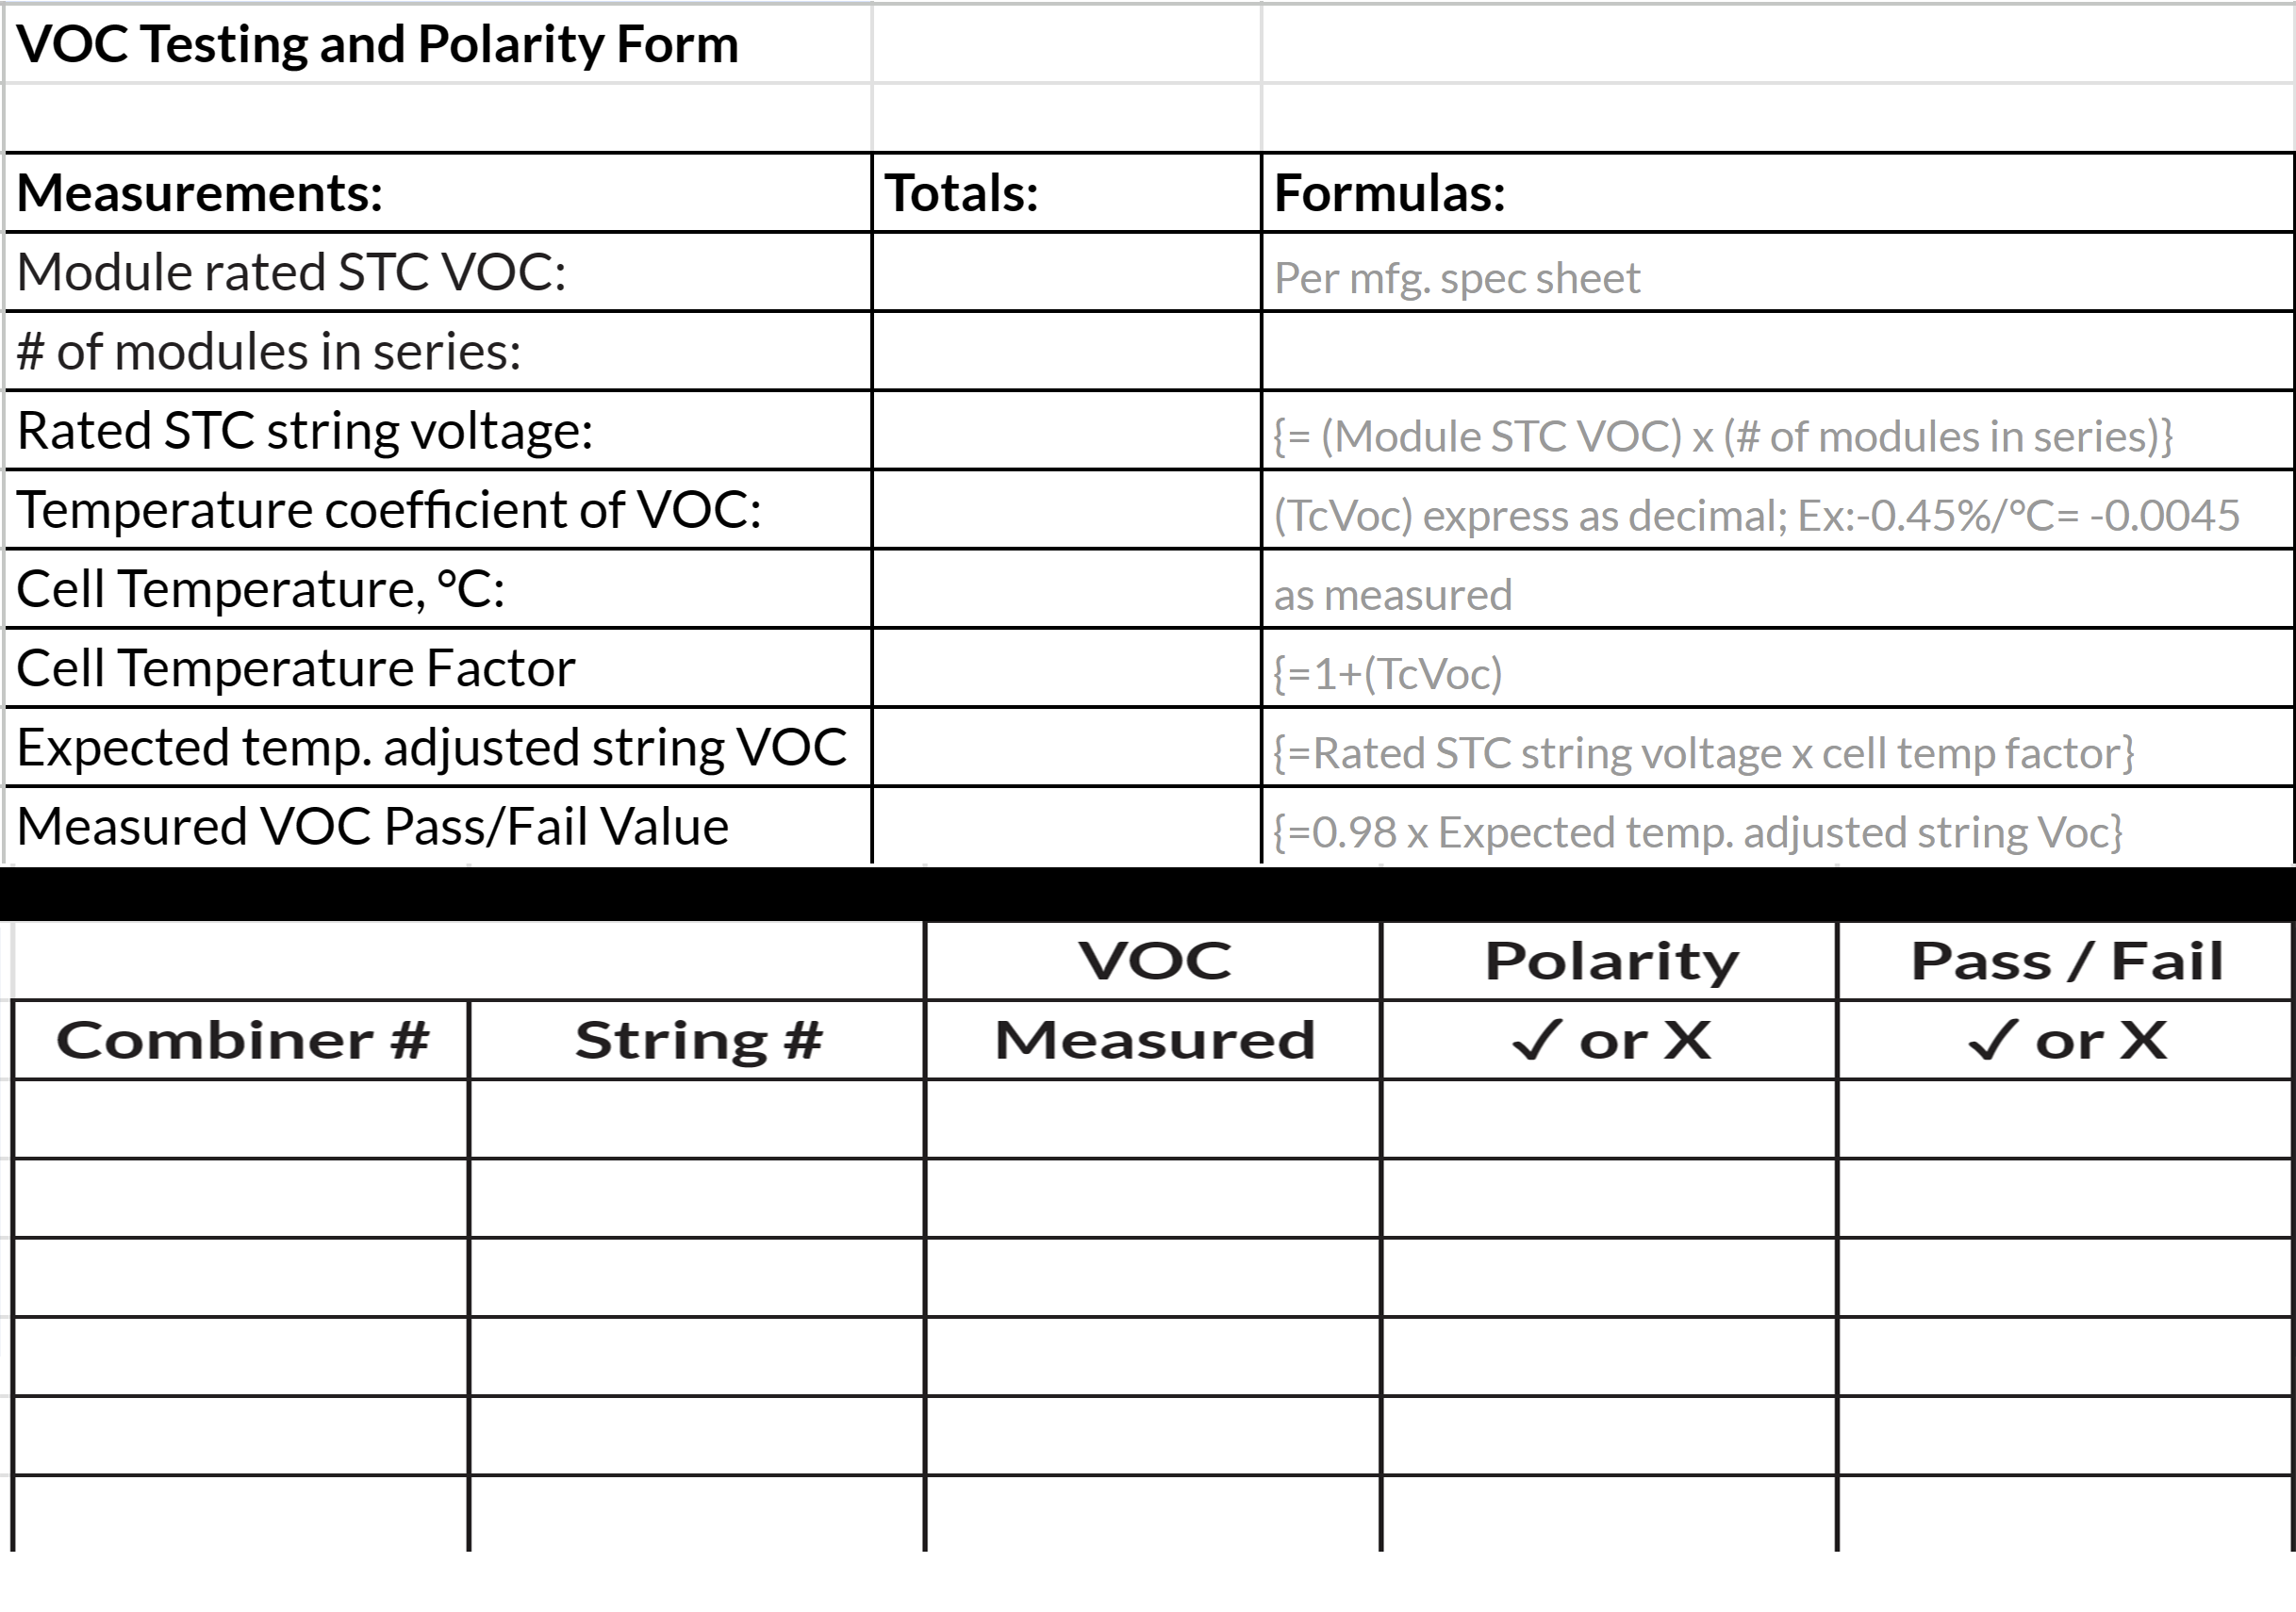 VOC Testing and Polarity Form
Measurements: Totals: Formulas:
Module rated STC VOC: Per mfg. spec sheet
# of modules in series:
Rated STC string voltage: {= (Module STC VOC) x (# of modules in series)}
Temperature coefficient of VOC: (TcVoc) express as decimal; Ex:-0.45%/°C= -0.0045
Cell Temperature, °C: as measured
Cell Temperature Factor {=1+(TcVoc)
Expected temp. adjusted string VOC {=Rated STC string voltage x cell temp factor}
Measured VOC Pass/Fail Value {=0.98 x Expected temp. adjusted string Voc}
VOC Polarity Pass / Fail
Combiner # String # Measured ✓ or X ✓ or X